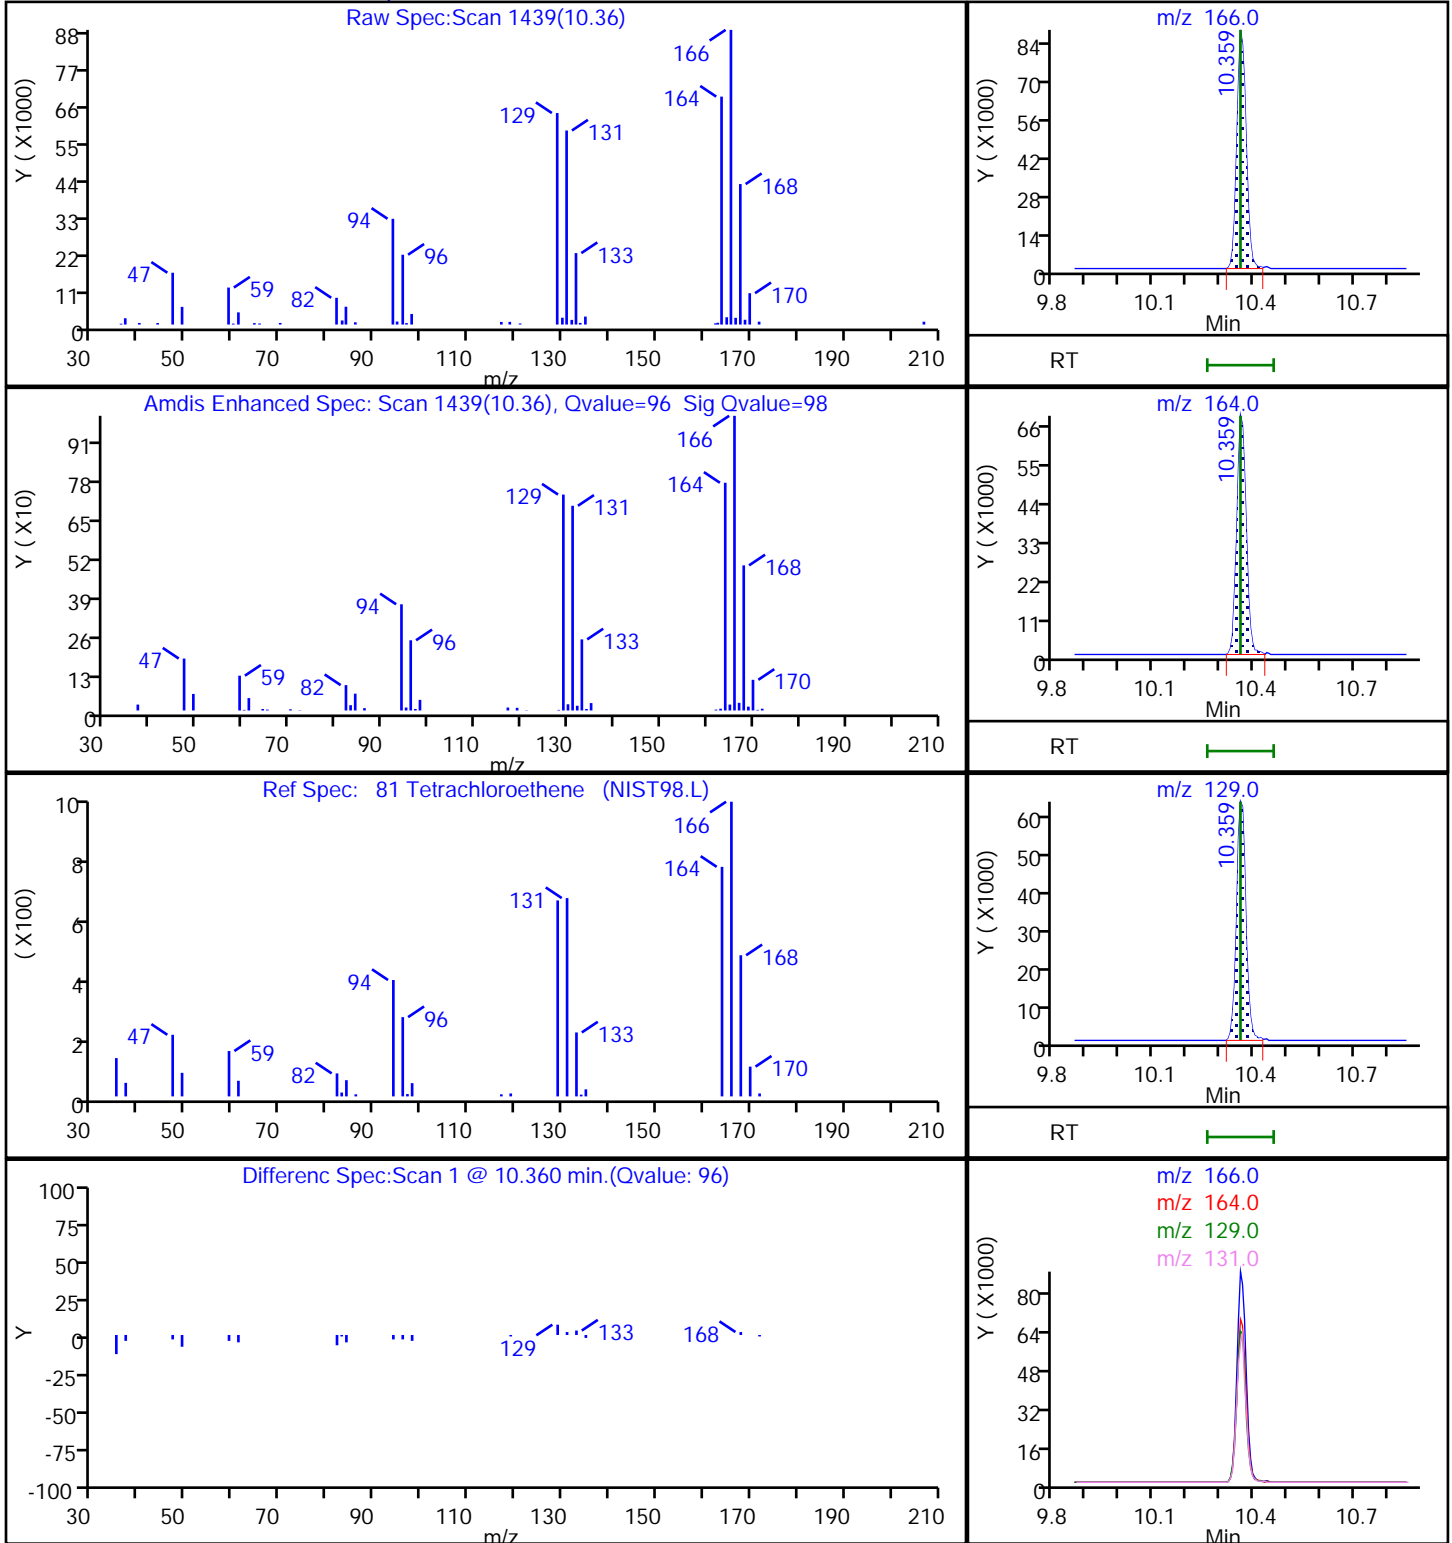 Raw Spec:Scan 1439(10.36)
Y ( X1000)
88
77
66
55
44
33
22
11
0
166
164
129
131
168
94
96
133
47
59
82
170
30 50 70 90 110 130 150 170 190 210
m/z
m/z 166.0
Y ( X1000)
84
70
56
42
28
14
0
10.359
9.8 10.1 10.4 10.7
Min
RT
Amdis Enhanced Spec: Scan 1439(10.36), Qvalue=96 Sig Qvalue=98
Y ( X10)
91
78
65
52
39
26
13
0
166
164
129
131
168
94
96
133
47
59
82
170
30 50 70 90 110 130 150 170 190 210
m/z
m/z 164.0
Y ( X1000)
66
55
44
33
22
11
0
10.359
9.8 10.1 10.4 10.7
Min
RT
Ref Spec: 81 Tetrachloroethene (NIST98.L)
( X100)
10
8
6
4
2
0
166
164
131
168
94
96
133
47
59
82
170
30 50 70 90 110 130 150 170 190 210
m/z 129.0
Y ( X1000)
60
50
40
30
20
10
0
10.359
9.8 10.1 10.4 10.7
Min
RT
Differenc Spec:Scan 1 @ 10.360 min.(Qvalue: 96)
Y
100
75
50
25
0
-25
-50
-75
-100
129
133
168
30 50 70 90 110 130 150 170 190 210
m/z
m/z 166.0
m/z 164.0
m/z 129.0
m/z 131.0
Y ( X1000)
80
64
48
32
16
0
9.8 10.1 10.4 10.7
Min